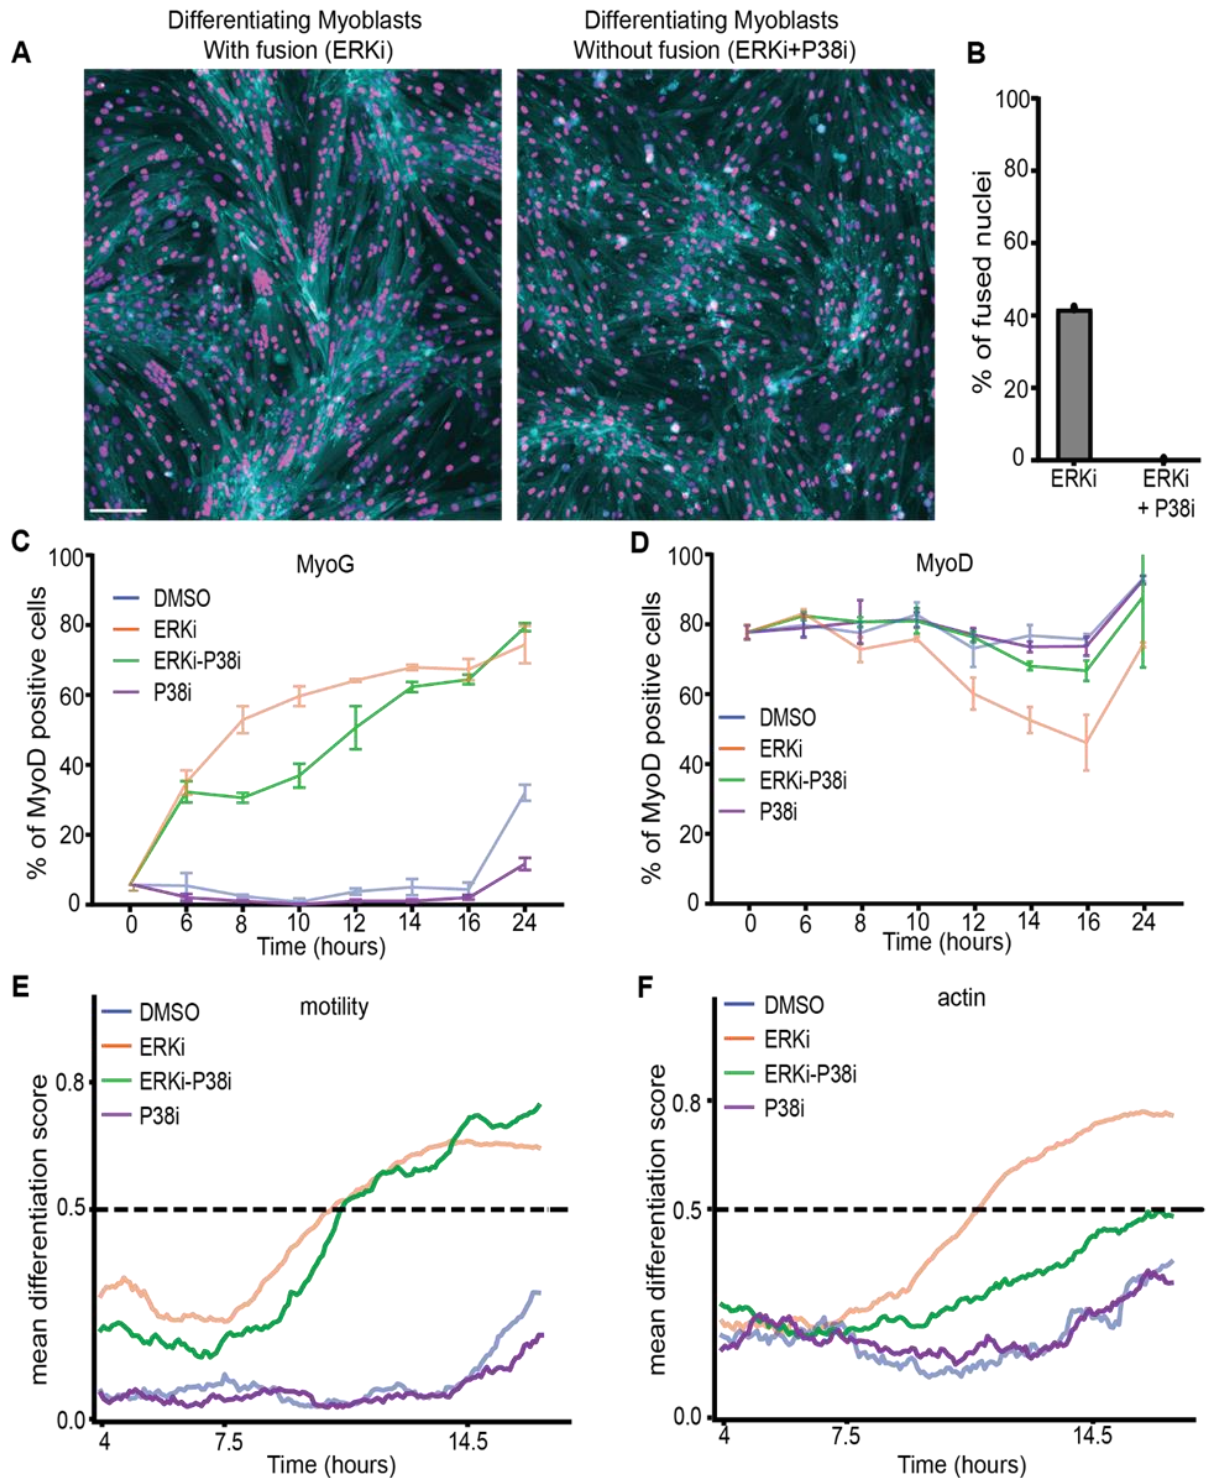 Differentiating Myoblasts
With fusion (ERKi)
Differentiating Myoblasts
Without fusion (ERKi+P38i)
A
B
% of fused nuclei
100
80
60
40
20
0
ERKi
ERKi
+ P38i
C
MyoG
% of MyoD positive cells
100
80
60
40
20
0
DMSO
ERKi
ERKi-P38i
P38i
0 6 8 10 12 14 16 24
Time (hours)
D
MyoD
% of MyoD positive cells
100
80
60
40
20
0
DMSO
ERKi
ERKi-P38i
P38i
0 6 8 10 12 14 16 24
Time (hours)
E
motility
mean differentiation score
DMSO
ERKi
ERKi-P38i
P38i
0.8
0.5
0.0
4 7.5 14.5
Time (hours)
F
actin
mean differentiation score
DMSO
ERKi
ERKi-P38i
P38i
0.8
0.5
0.0
4 7.5 14.5
Time (hours)